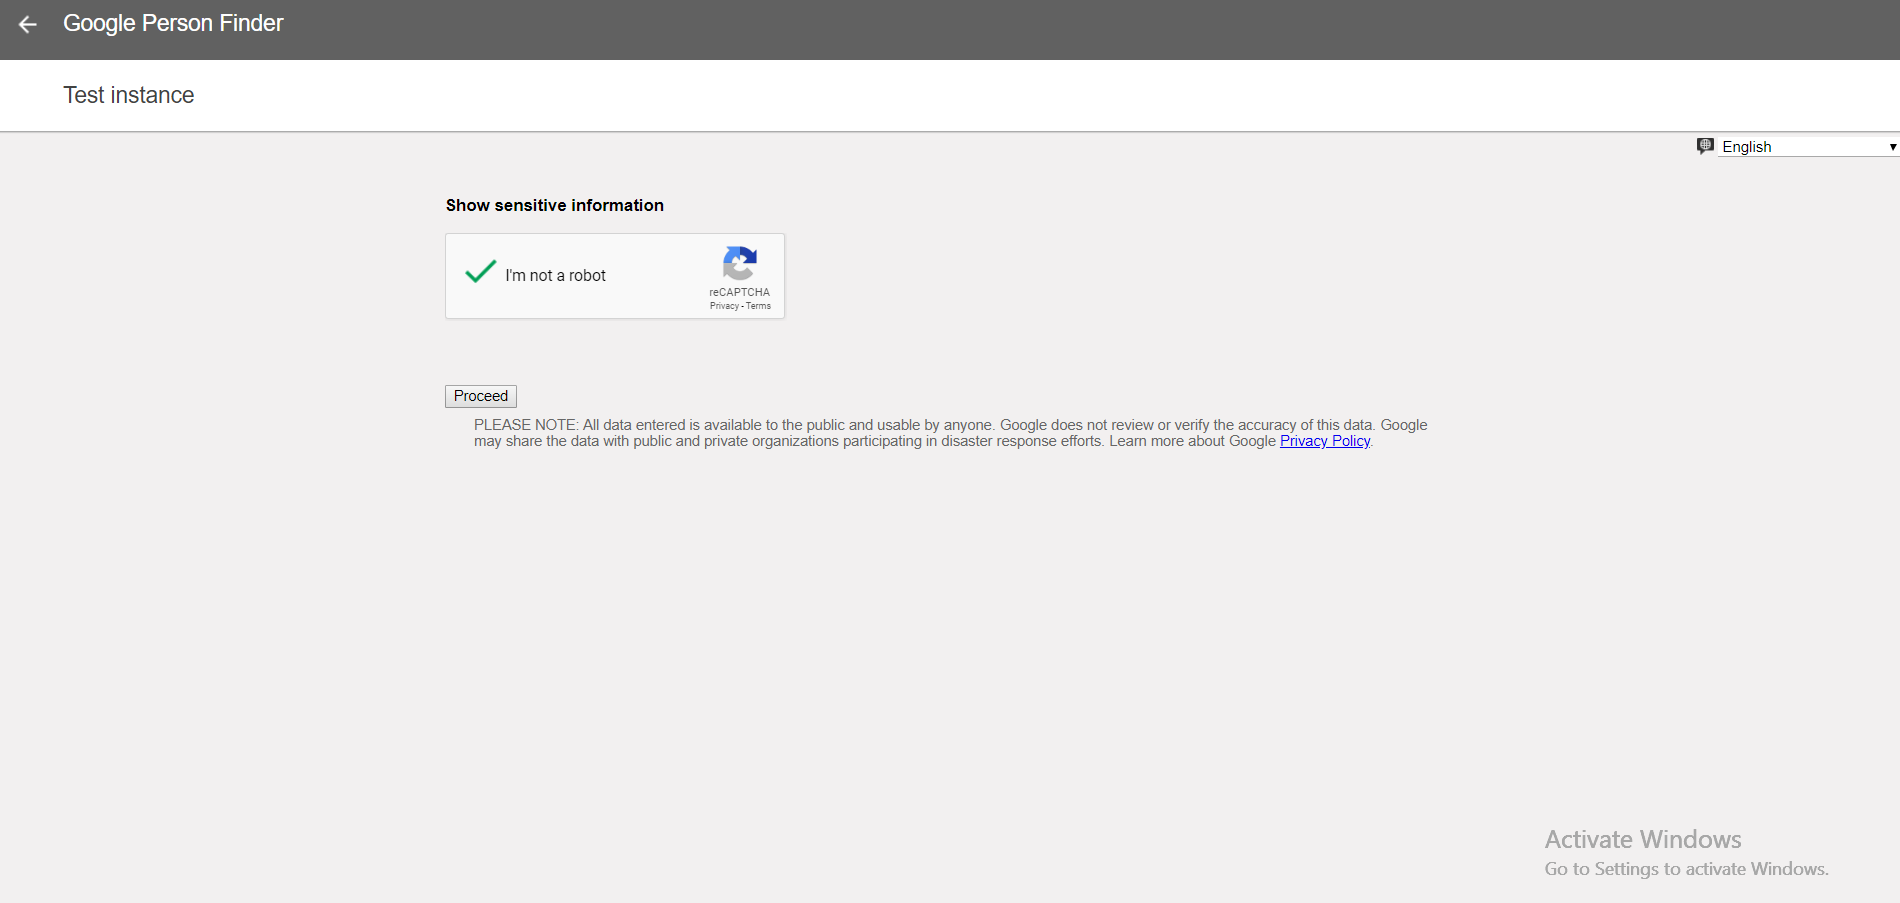 Google Person Finder
Test instance
English
Show sensitive information
I'm not a robot
reCAPTCHA
Privacy - Terms
Proceed
PLEASE NOTE: All data entered is available to the public and usable by anyone. Google does not review or verify the accuracy of this data. Google
may share the data with public and private organizations participating in disaster response efforts. Learn more about Google Privacy Policy.
Activate Windows
Go to Settings to activate Windows.